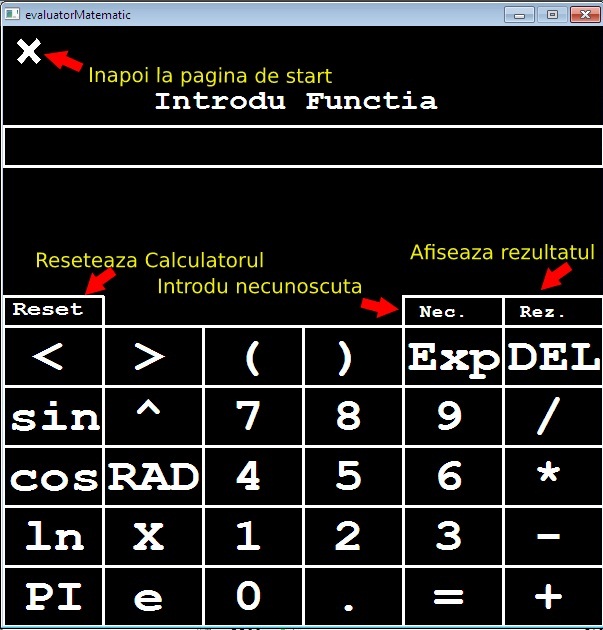 evaluatorMatematic
X
Inapoi la pagina de start
Introdu Functia
Reseteaza Calculatorul
Afiseaza rezultatul
Introdu necunoscuta
Reset Nec. Rez.
< > ( ) Exp DEL
sin ^ 7 8 9 /
cos RAD 4 5 6 *
ln X 1 2 3 -
PI e 0 . = +